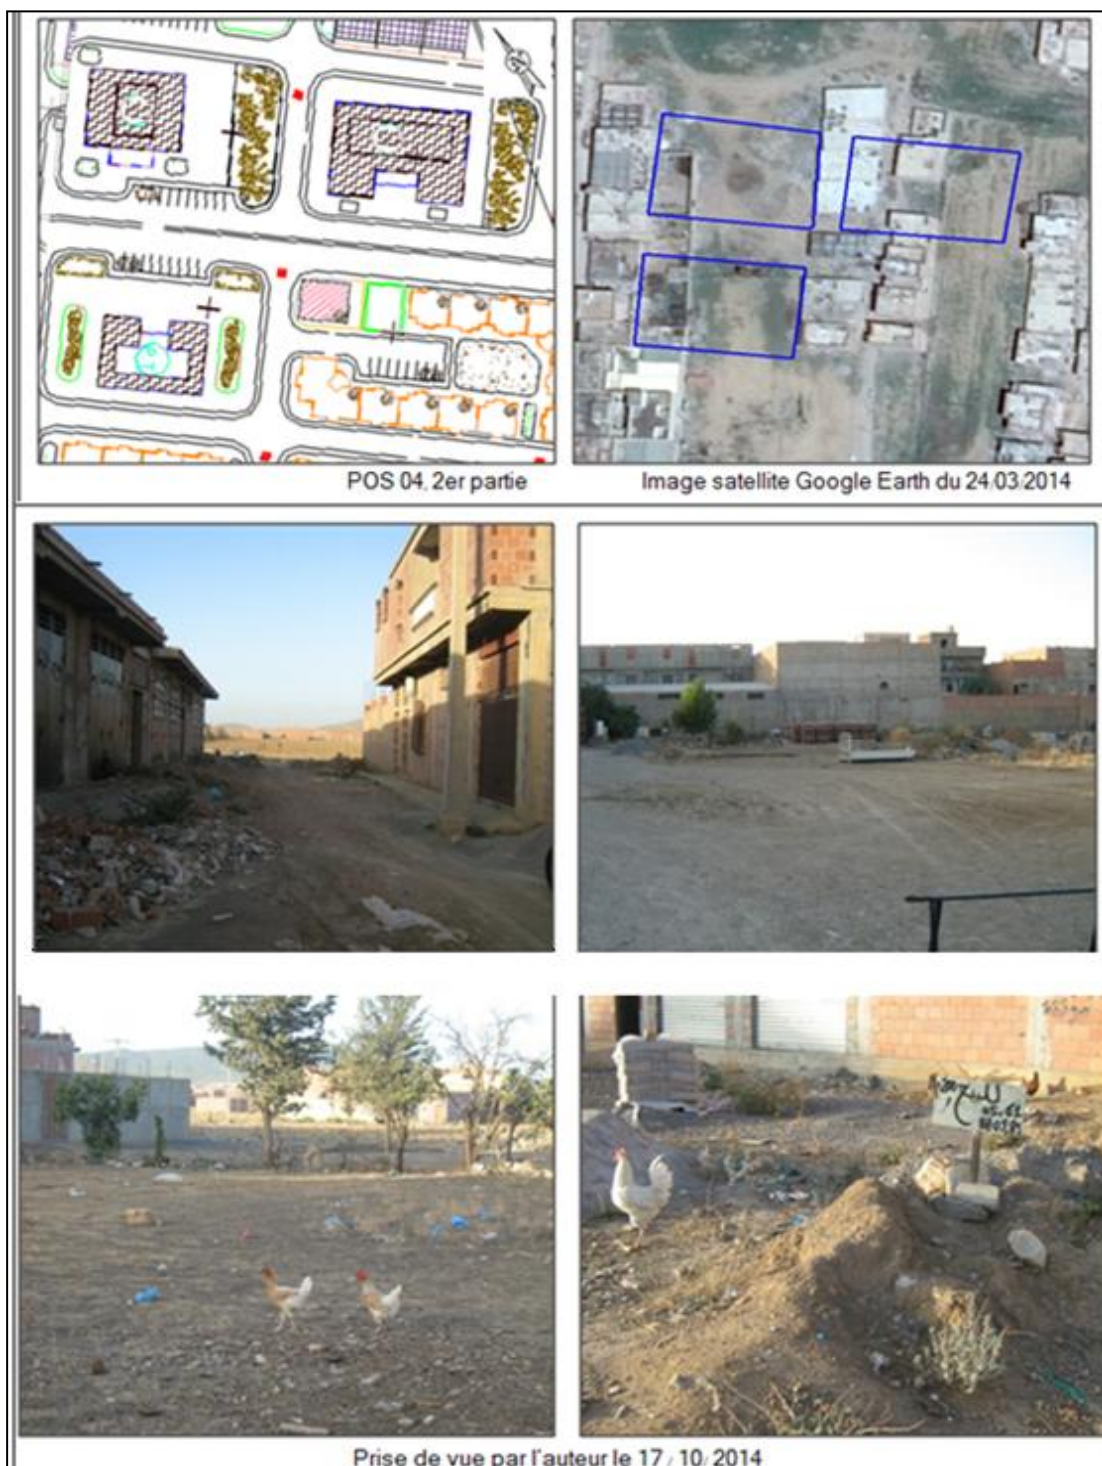 POS 04, 2er partie
Image satellite Google Earth du 24/03/2014
للبيع
Prise de vue par l'auteur le 17 / 10/ 2014